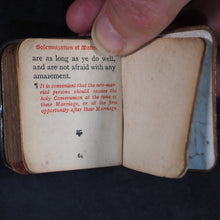 Solemnization of Matri
are as long as ye do well,
and are not afraid with any
amazement.
¶ It is convenient that the new-mar-
ried persons should receive the
holy Communion at the time of
their Marriage, or at the first
opportunity after their Marriage.
64